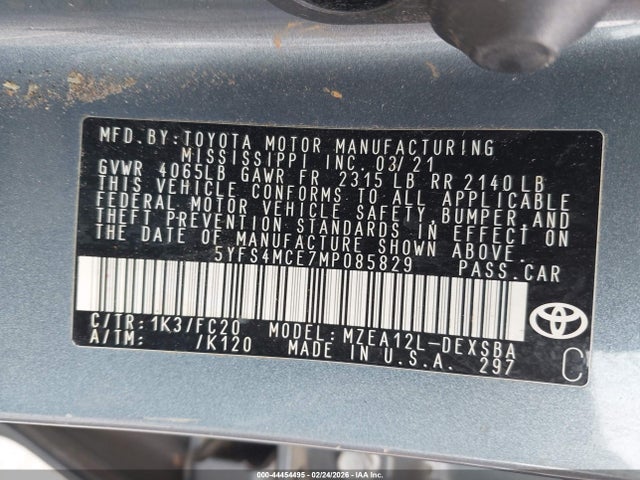 MFD. BY: TOYOTA MOTOR MANUFACTURING
MISSISSIPPI INC. 03/21
GVWR 4065LB GAWR FR 2315 LB RR 2140 LB
THIS VEHICLE CONFORMS TO ALL APPLICABLE
FEDERAL MOTOR VEHICLE SAFETY, BUMPER AND
THEFT PREVENTION STANDARDS IN EFFECT ON
THE DATE OF MANUFACTURE SHOWN ABOVE.
5YFS4MCE7MP085829 PASS. CAR
C/TR: 1K3/FC20 MODEL: MZEA12L-DEXSBA
A/TM: /K120 MADE IN U.S.A. 297
C
000-44454495 - 02/24/2026 - IAA Inc.